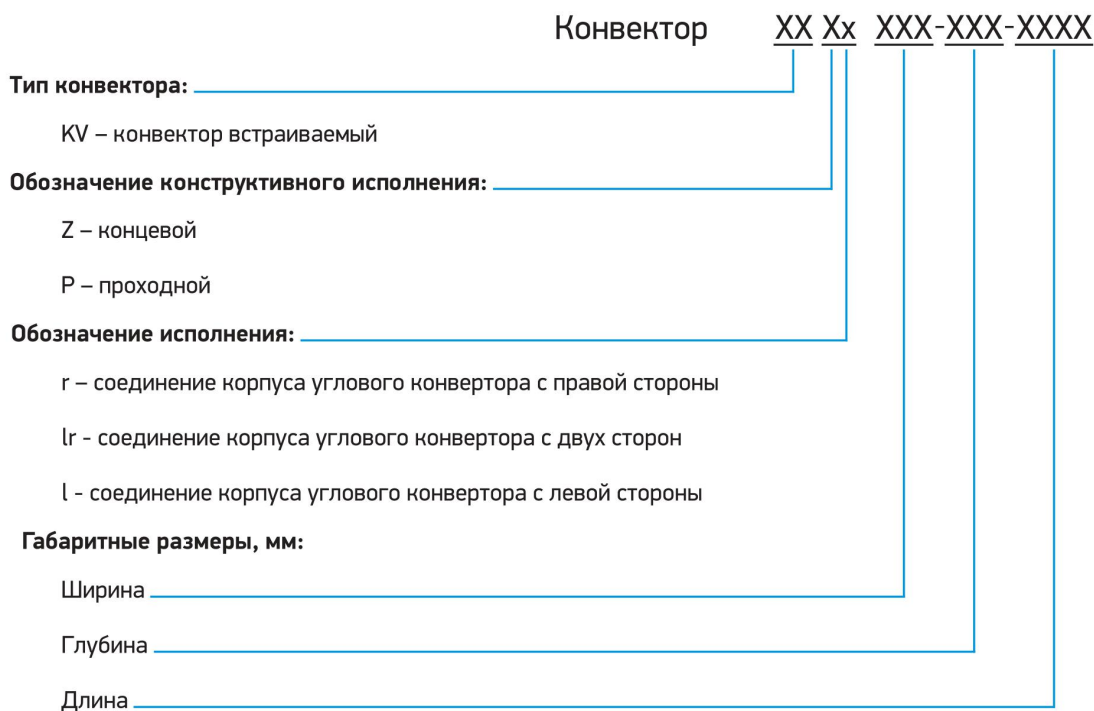 Конвектор XX Xx XXX-XXX-XXXX
Тип конвектора:
KV – конвектор встраиваемый
Обозначение конструктивного исполнения:
Z – концевой
P – проходной
Обозначение исполнения:
r – соединение корпуса углового конвертора с правой стороны
lr - соединение корпуса углового конвертора с двух сторон
l - соединение корпуса углового конвертора с левой стороны
Габаритные размеры, мм:
Ширина
Глубина
Длина